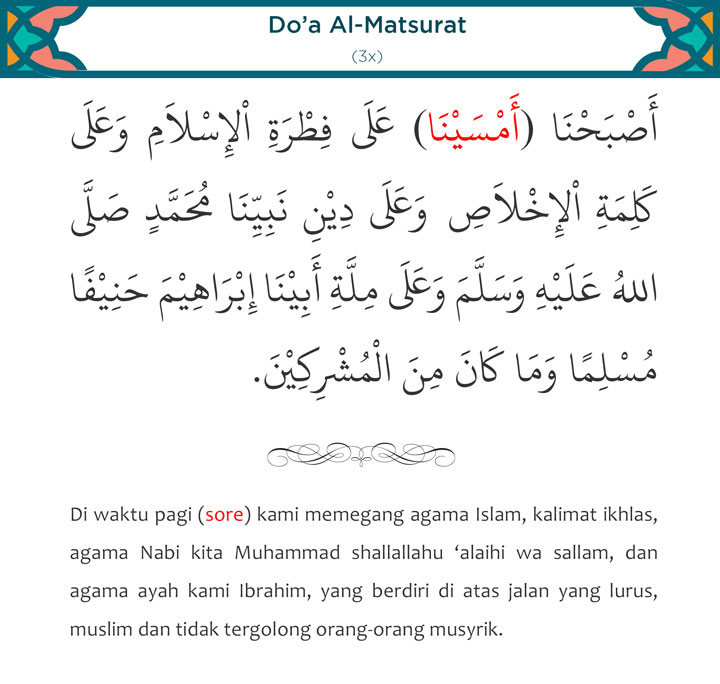 Do’a Al-Matsurat
(3x)
أَصْبَحْنَا (أَمْسَيْنَا) عَلَى فِطْرَةِ الْإِسْلَامِ وَعَلَى
كَلِمَةِ الْإِخْلَاصِ وَعَلَى دِيْنِ نَبِيِّنَا مُحَمَّدٍ صَلَّى
اللهُ عَلَيْهِ وَسَلَّمَ وَعَلَى مِلَّةِ أَبِيْنَا إِبْرَاهِيْمَ حَنِيْفًا
مُسْلِمًا وَمَا كَانَ مِنَ الْمُشْرِكِيْنَ.
Di waktu pagi (sore) kami memegang agama Islam, kalimat ikhlas,
agama Nabi kita Muhammad shallallahu ‘alaihi wa sallam, dan
agama ayah kami Ibrahim, yang berdiri di atas jalan yang lurus,
muslim dan tidak tergolong orang-orang musyrik.